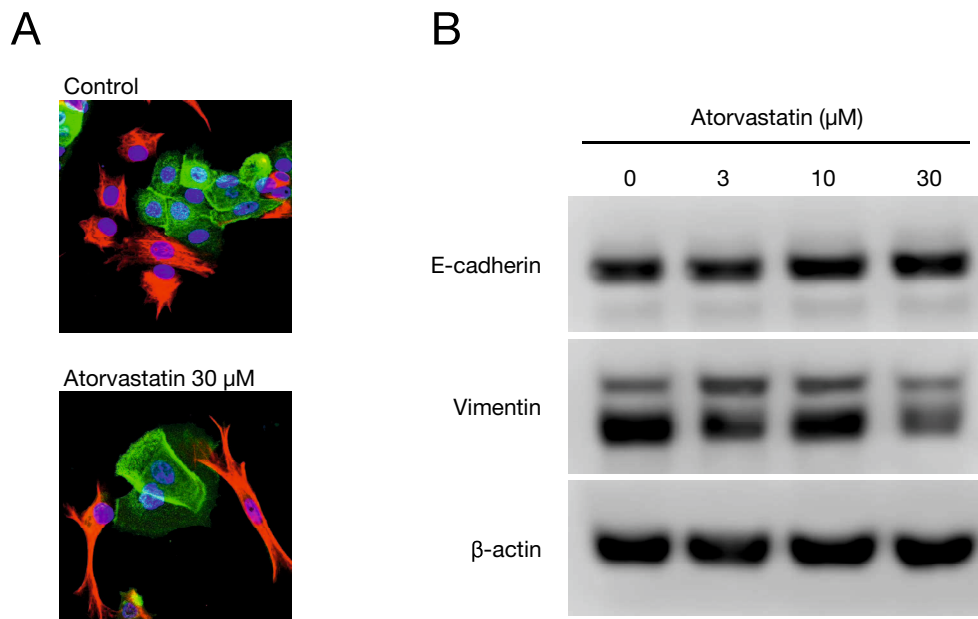 A
Control
Atorvastatin 30 µM
B
Atorvastatin (µM)
0 3 10 30
E-cadherin
Vimentin
β-actin